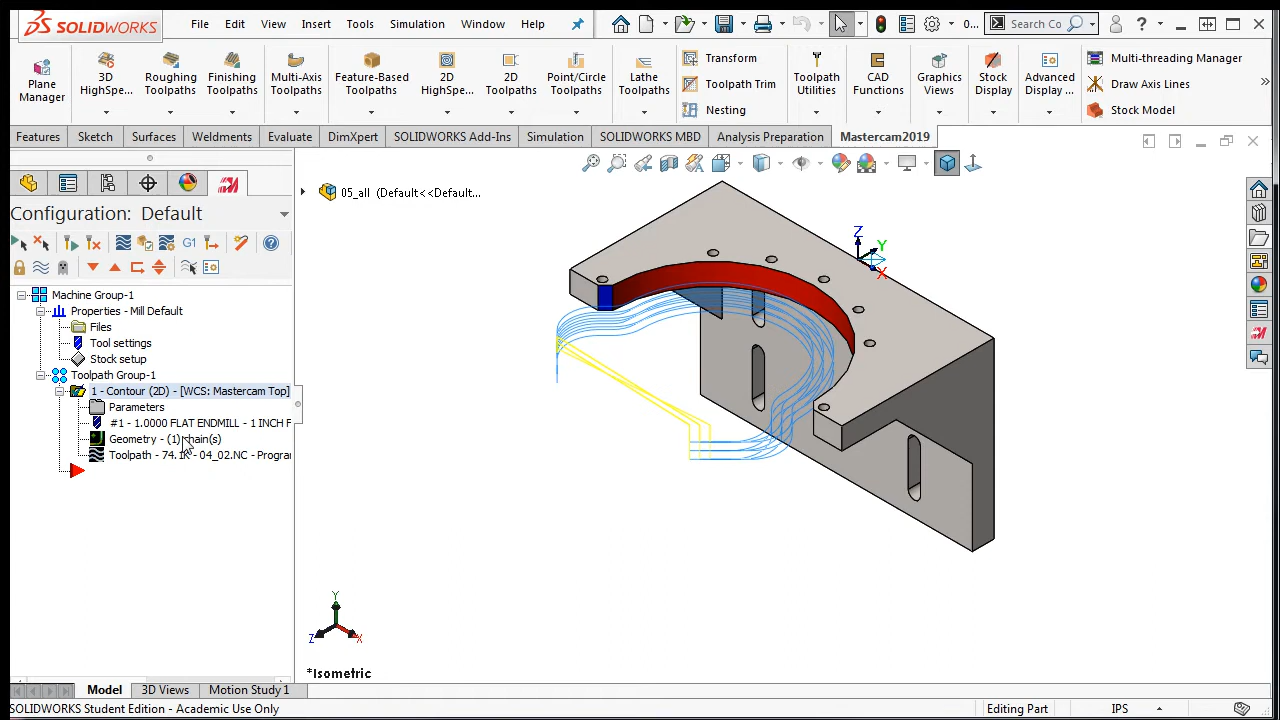 SOLIDWORKS File Edit View Insert Tools Simulation Window Help 0... Search Co
Plane Manager
3D HighSpe...
Roughing Toolpaths
Finishing Toolpaths
Multi-Axis Toolpaths
Feature-Based Toolpaths
2D HighSpe...
2D Toolpaths
Point/Circle Toolpaths
Transform
Toolpath Trim
Nesting
Lathe Toolpaths
Toolpath Utilities
CAD Functions
Graphics Views
Stock Display
Advanced Display ...
Multi-threading Manager
Draw Axis Lines
Stock Model
Features Sketch Surfaces Weldments Evaluate DimXpert SOLIDWORKS Add-Ins Simulation SOLIDWORKS MBD Analysis Preparation Mastercam2019
Configuration: Default
G1
Machine Group-1
Properties - Mill Default
Files
Tool settings
Stock setup
Toolpath Group-1
1 - Contour (2D) - [WCS: Mastercam Top]
Parameters
#1 - 1.0000 FLAT ENDMILL - 1 INCH F
Geometry - (1) chain(s)
Toolpath - 74.1K - 04_02.NC - Progra
05_all (Default<<Default...
Z
Y
X
Y
Z
X
*Isometric
Model 3D Views Motion Study 1
SOLIDWORKS Student Edition - Academic Use Only Editing Part IPS